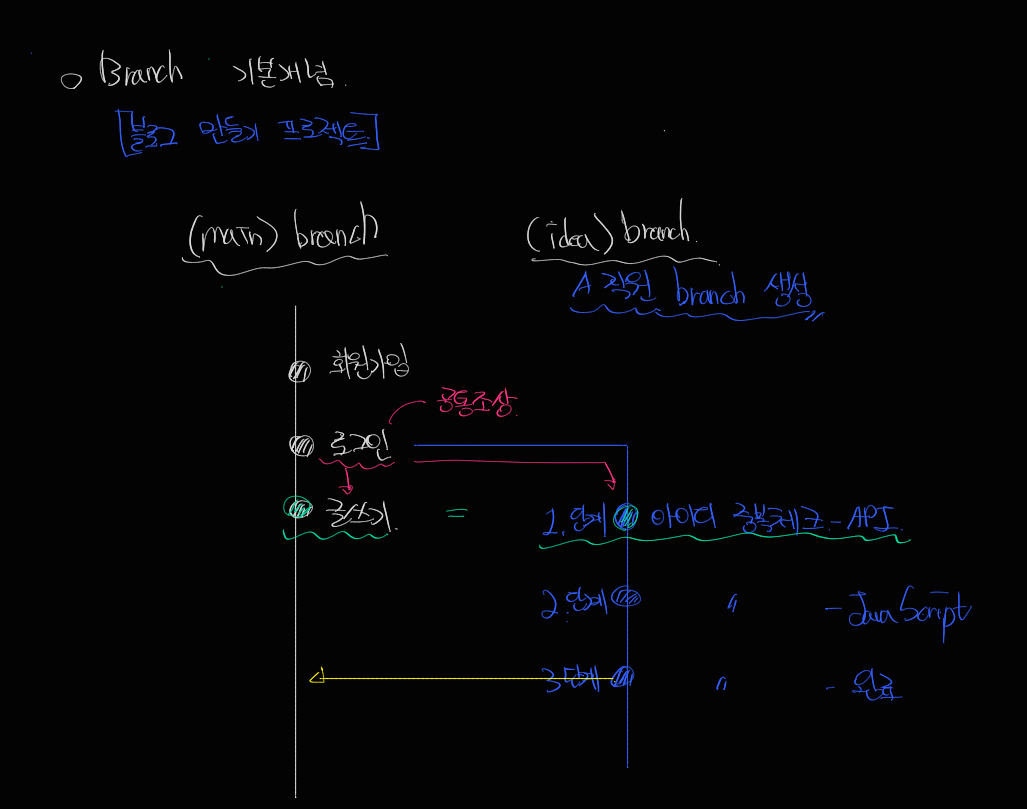 ○ Branch 기본개념.
[블로그 만들기 프로젝트]
(main) branch
(idea) branch.
A 직원 branch 생성
회원가입
공통조상.
로그인
글쓰기.
=
1.단계 아이디 중복체크 - API.
2.단계 〃 - JavaScript
3단계 〃 - 완료